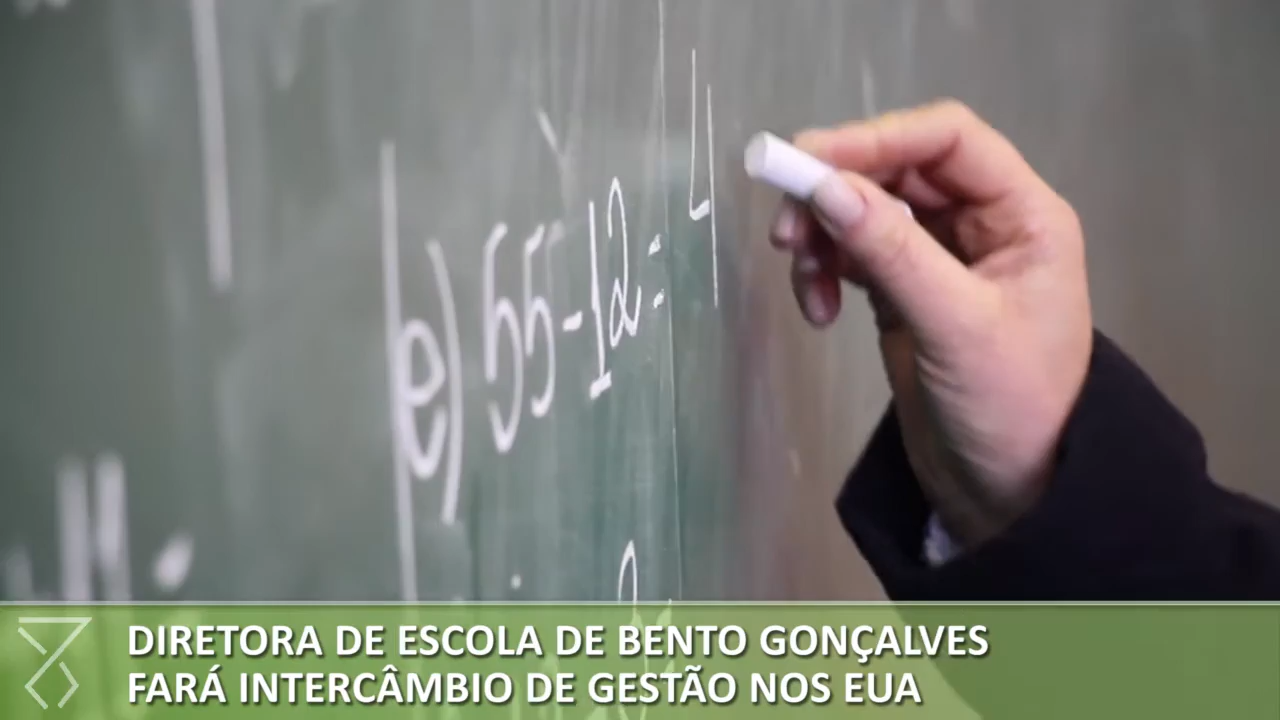 e) 55-12= 4
DIRETORA DE ESCOLA DE BENTO GONÇALVES
FARÁ INTERCÂMBIO DE GESTÃO NOS EUA